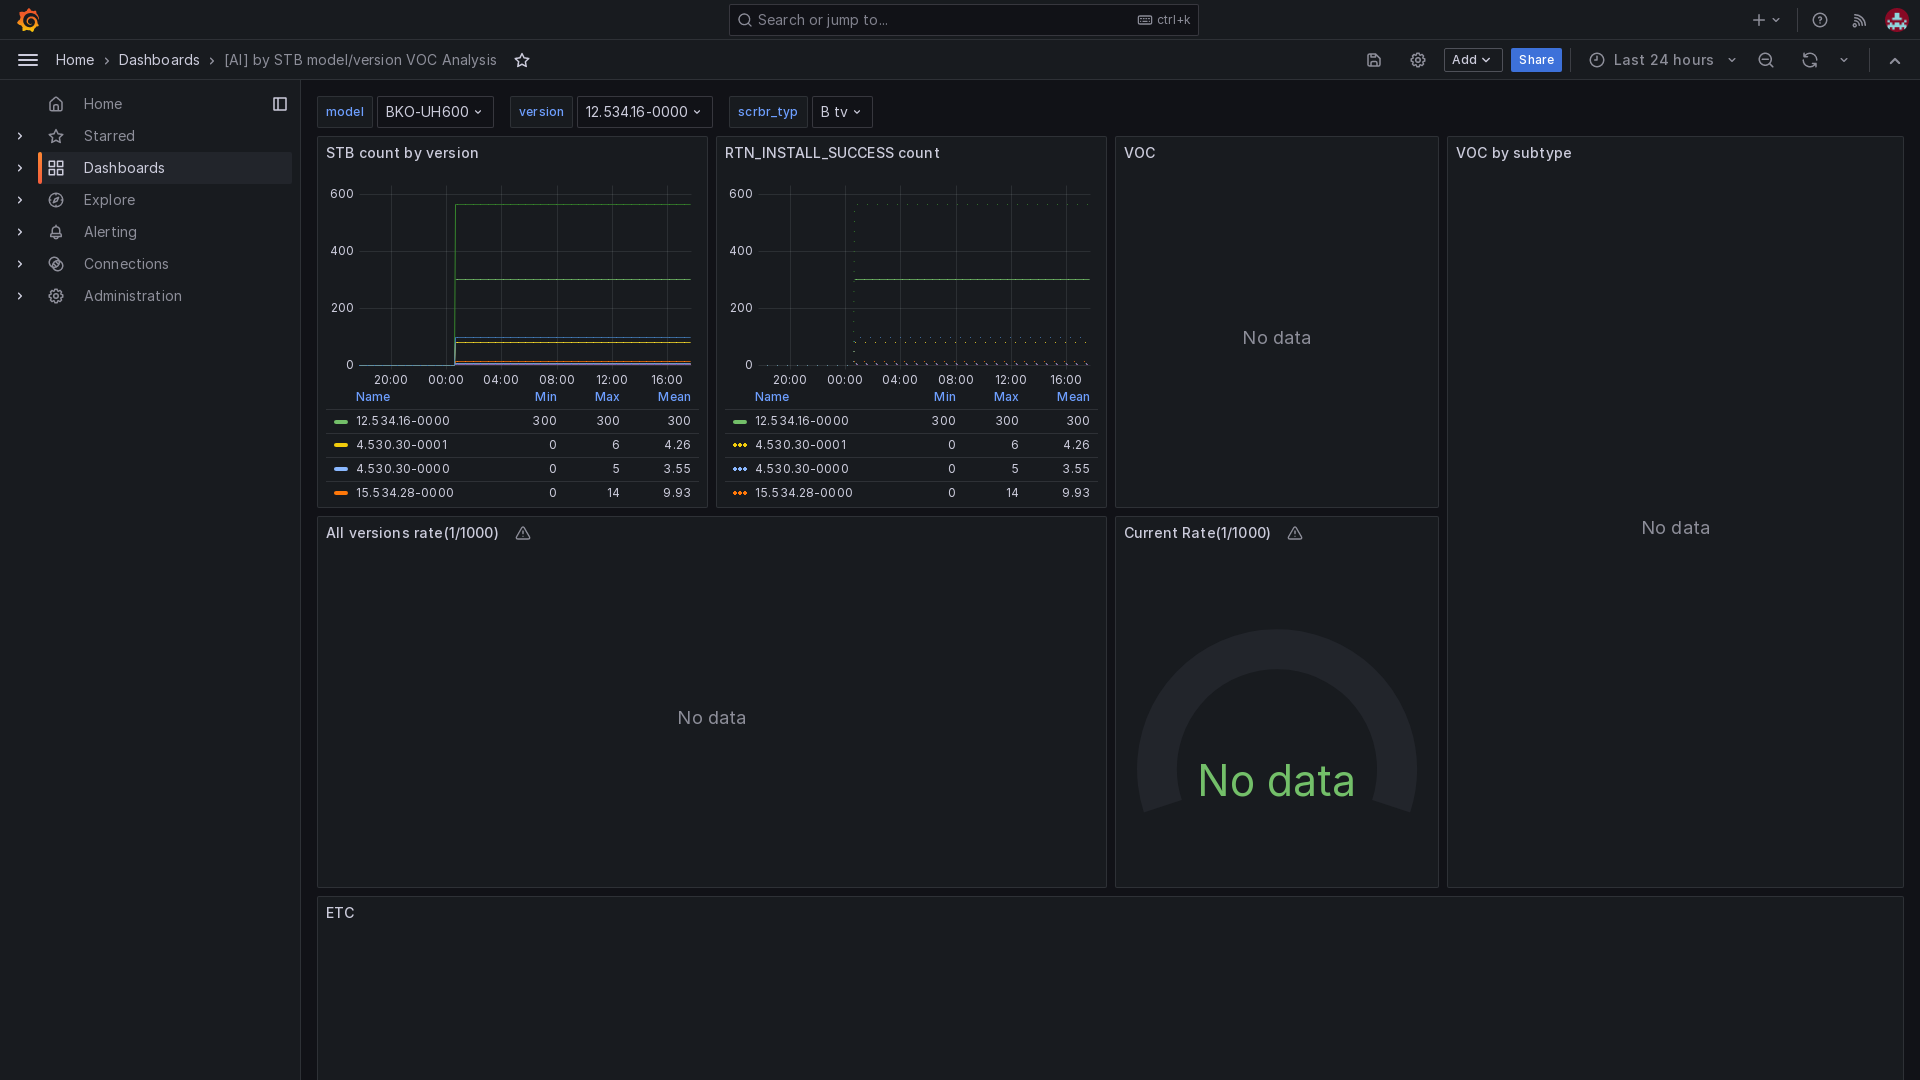 Search or jump to...
ctrl+k
Home
Dashboards
[AI] by STB model/version VOC Analysis
Add
Share
Last 24 hours
Home
Starred
Dashboards
Explore
Alerting
Connections
Administration
model
BKO-UH600
version
12.534.16-0000
scrbr_typ
B tv
STB count by version
600
400
200
0
20:00 00:00 04:00 08:00 12:00 16:00
Name Min Max Mean
12.534.16-0000 300 300 300
4.530.30-0001 0 6 4.26
4.530.30-0000 0 5 3.55
15.534.28-0000 0 14 9.93
RTN_INSTALL_SUCCESS count
600
400
200
0
20:00 00:00 04:00 08:00 12:00 16:00
Name Min Max Mean
12.534.16-0000 300 300 300
4.530.30-0001 0 6 4.26
4.530.30-0000 0 5 3.55
15.534.28-0000 0 14 9.93
VOC
No data
VOC by subtype
No data
All versions rate(1/1000)
No data
Current Rate(1/1000)
No data
ETC